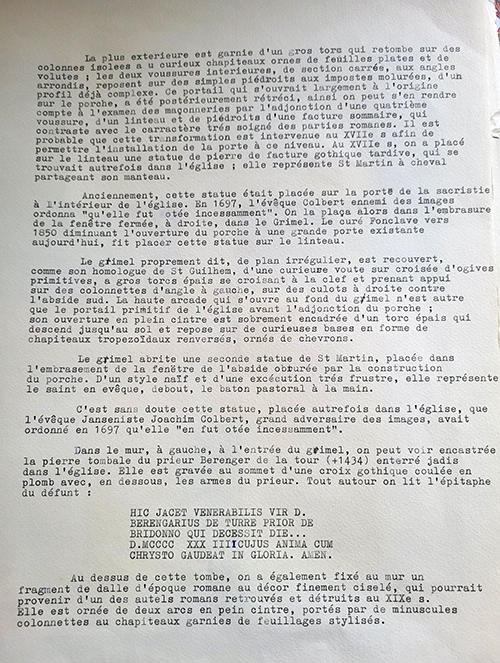 La plus exterieure est garnie d'un gros torc qui retombe sur des
colonnes isolees a u curieux chapiteaux ornes de feuilles plates et de
volutes ; les deux voussures interieures, de section carrée, aux angles
arrondis, reposent sur des simples piédroits aux impostes molurées, d'un
profil déjà complexe. Ce portail qui s'ouvrait largement à l'origine
sur le porche, a été postérieurement rétréci, ainsi on peut s'en rendre
compte à l'examen des maçonneries par l'adjonction d'une quatrième
voussure, d'un linteau et de piédroits d'une facture sommaire, qui
contraste avec le carractère très soigné des parties romanes. Il est
probable que cette transformation est intervenue au XVIIe s afin de
permettre l'installation de la porte à ce niveau. Au XVIIe s, on a placé
sur le linteau une statue de pierre de facture gothique tardive, qui se
trouvait autrefois dans l'église ; elle représente St Martin à cheval
partageant son manteau.
Anciennement, cette statue était placée sur la porte de la sacristie
à l'intérieur de l'église. En 1697, l'évêque Colbert ennemi des images
ordonna "qu'elle fut otée incessamment". On la plaça alors dans l'embrasure
de la fenêtre fermée, à droite, dans le Grimel. Le curé Fonclave vers
1850 diminuant l'ouverture du porche à une grande porte existante
aujourd'hui, fit placer cette statue sur le linteau.
Le grimel proprement dit, de plan irrégulier, est recouvert,
comme son homologue de St Guilhem, d'une curieuse voute sur croisée d'ogives
primitives, a gros torcs épais se croisant à la clef et prenant appui
sur des colonnettes d'angle à gauche, sur des culots à droite contre
l'abside sud. La haute arcade qui s'ouvre au fond du grimel n'est autre
que le portail primitif de l'église avant l'adjonction du porche ;
son ouverture en plein cintre est sobrement encadrée d'un torc épais qui
descend jusqu'au sol et repose sur de curieuses bases en forme de
chapiteaux tropezoïdaux renversés, ornés de chevrons.
Le grimel abrite une seconde statue de St Martin, placée dans
l'embrasement de la fenêtre de l'abside obturée par la construction
du porche. D'un style naïf et d'une excécution très frustre, elle représente
le saint en evêque, debout, le baton pastoral à la main.
C'est sans doute cette statue, placée autrefois dans l'église, que
l'évêque Janseniste Joachim Colbert, grand adversaire des images, avait
ordonné en 1697 qu'elle "en fut otée incessamment".
Dans le mur, à gauche, à l'entrée du grimel, on peut voir encastrée
la pierre tombale du prieur Berenger de la tour (+1434) enterré jadis
dans l'église. Elle est gravée au sommet d'une croix gothique coulée en
plomb avec, en dessous, les armes du prieur. Tout autour on lit l'épitaphe
du défunt :
HIC JACET VENERABILIS VIR D.
BERENGARIUS DE TURRE PRIOR DE
BRIDONNO QUI DECESSIT DIE...
D.MCCCC XXX IIIICUJUS ANIMA CUM
CHRYSTO GAUDEAT IN GLORIA. AMEN.
Au dessus de cette tombe, on a également fixé au mur un
fragment de dalle d'époque romane au décor finement ciselé, qui pourrait
provenir d'un des autels romans retrouvés et détruits au XIXe s.
Elle est ornée de deux arcs en pein cintre, portés par de minuscules
colonnettes au chapiteaux garnies de feuillages stylisés.